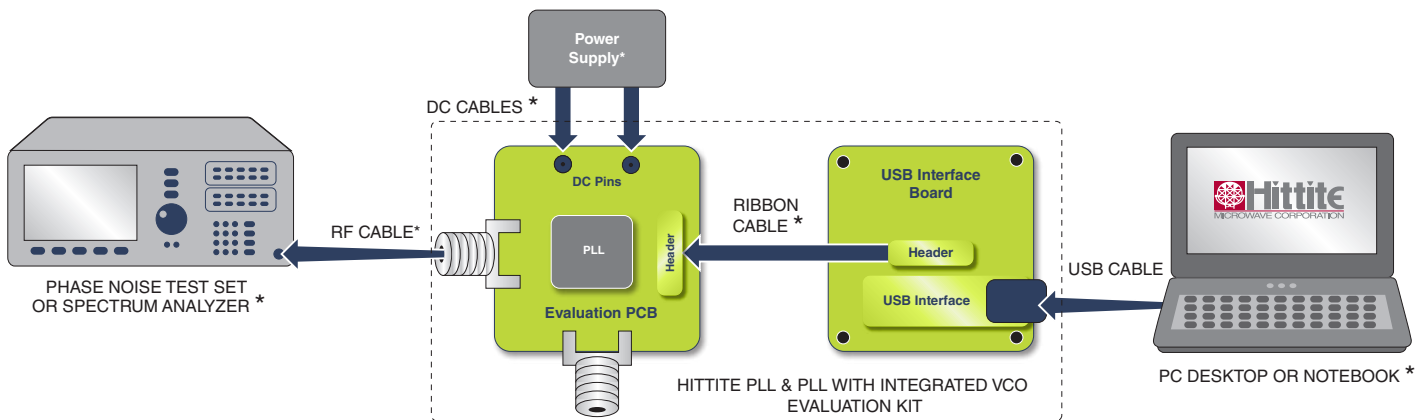 Power
Supply*
DC CABLES *
DC Pins
PLL
Header
Evaluation PCB
RF CABLE*
PHASE NOISE TEST SET
OR SPECTRUM ANALYZER *
RIBBON
CABLE *
USB Interface
Board
Header
USB Interface
USB CABLE
Hittite
MICROWAVE CORPORATION
PC DESKTOP OR NOTEBOOK *
HITTITE PLL & PLL WITH INTEGRATED VCO
EVALUATION KIT